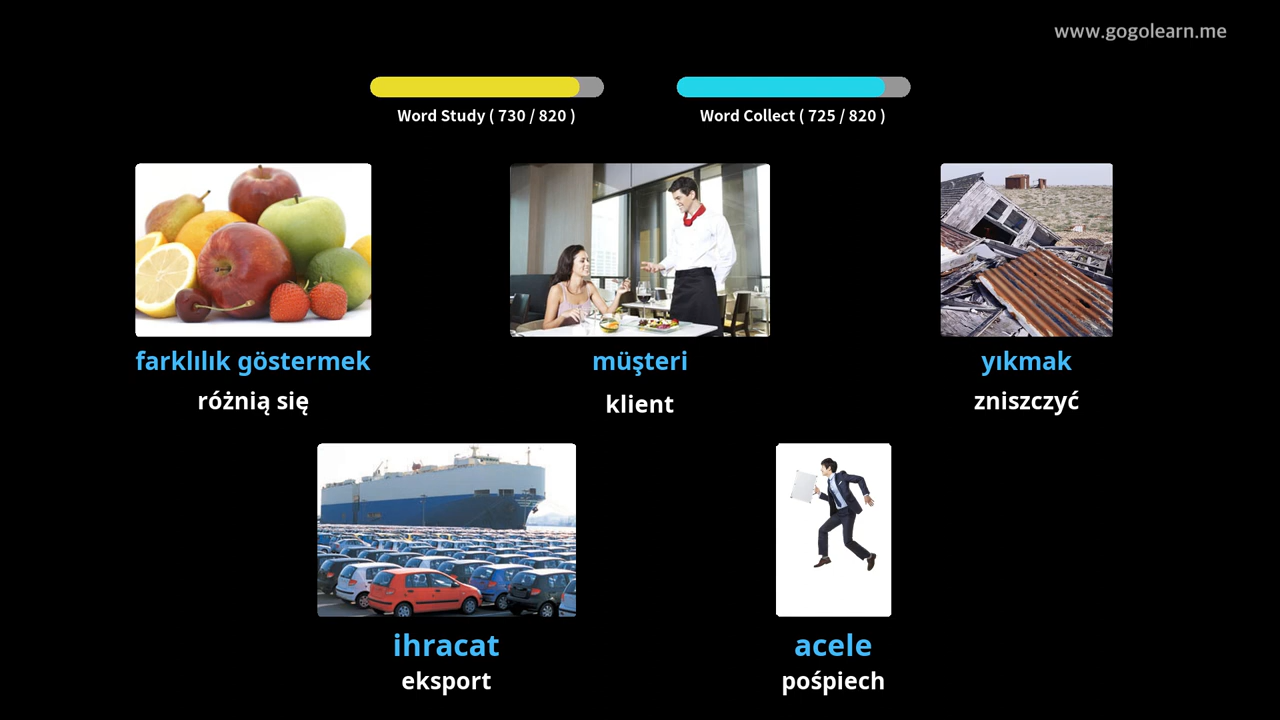 www.gogolearn.me
Word Study ( 730 / 820 )
Word Collect ( 725 / 820 )
farklılık göstermek
różnią się
müşteri
klient
yıkmak
zniszczyć
ihracat
eksport
acele
pośpiech